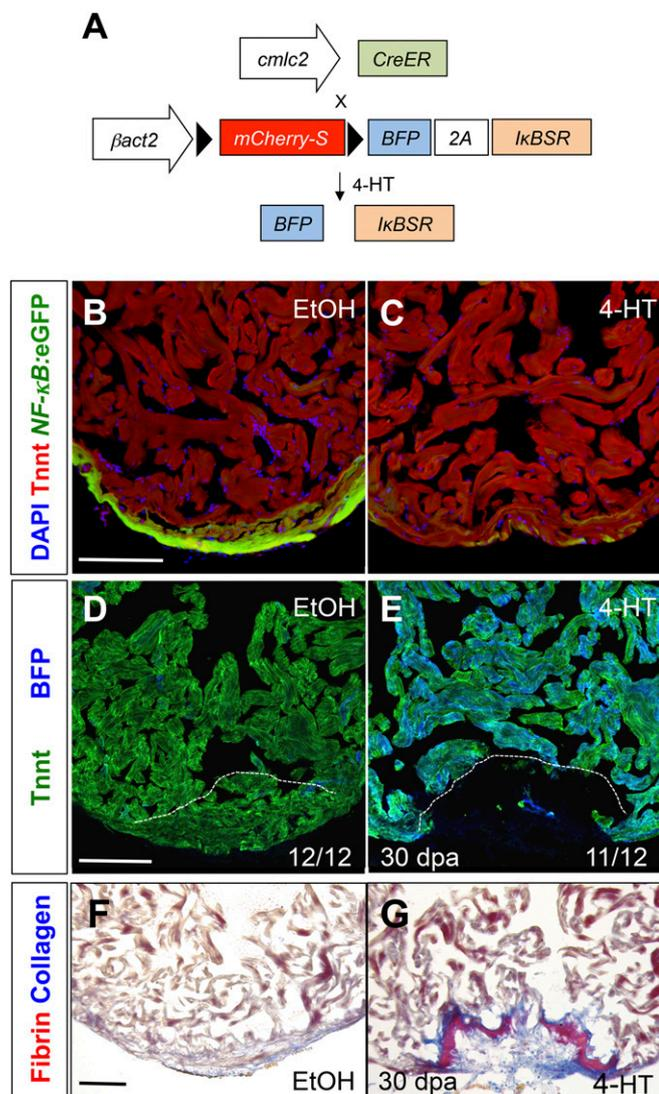 A
cmlc2 CreER
X
βact2 mCherry-S BFP 2A IκBSR
4-HT
BFP IκBSR
DAPI Tnnt NF-κB:eGFP
B EtOH
C 4-HT
Tnnt BFP
D EtOH
12/12
E 4-HT
30 dpa 11/12
Fibrin Collagen
F
EtOH
G
30 dpa 4-HT